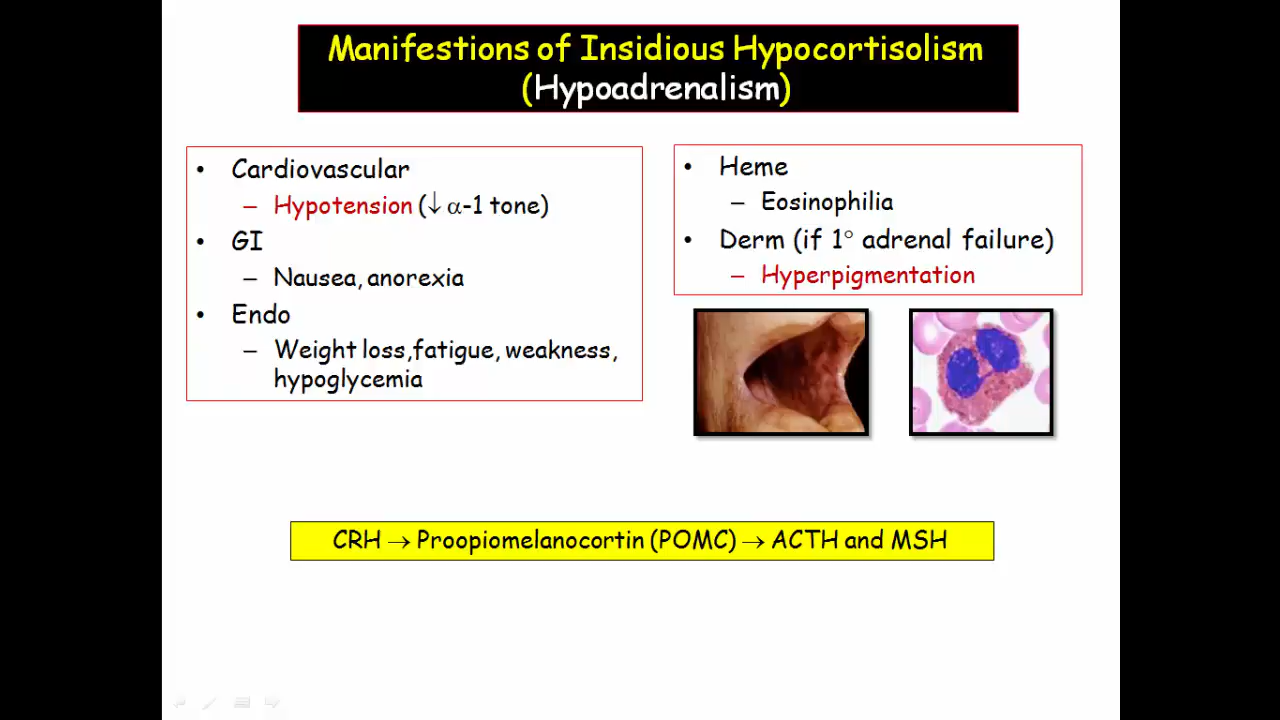 Manifestions of Insidious Hypocortisolism
(Hypoadrenalism)
• Cardiovascular
– Hypotension (↓ α-1 tone)
• GI
– Nausea, anorexia
• Endo
– Weight loss,fatigue, weakness,
hypoglycemia
• Heme
– Eosinophilia
• Derm (if 1° adrenal failure)
– Hyperpigmentation
CRH → Proopiomelanocortin (POMC) → ACTH and MSH